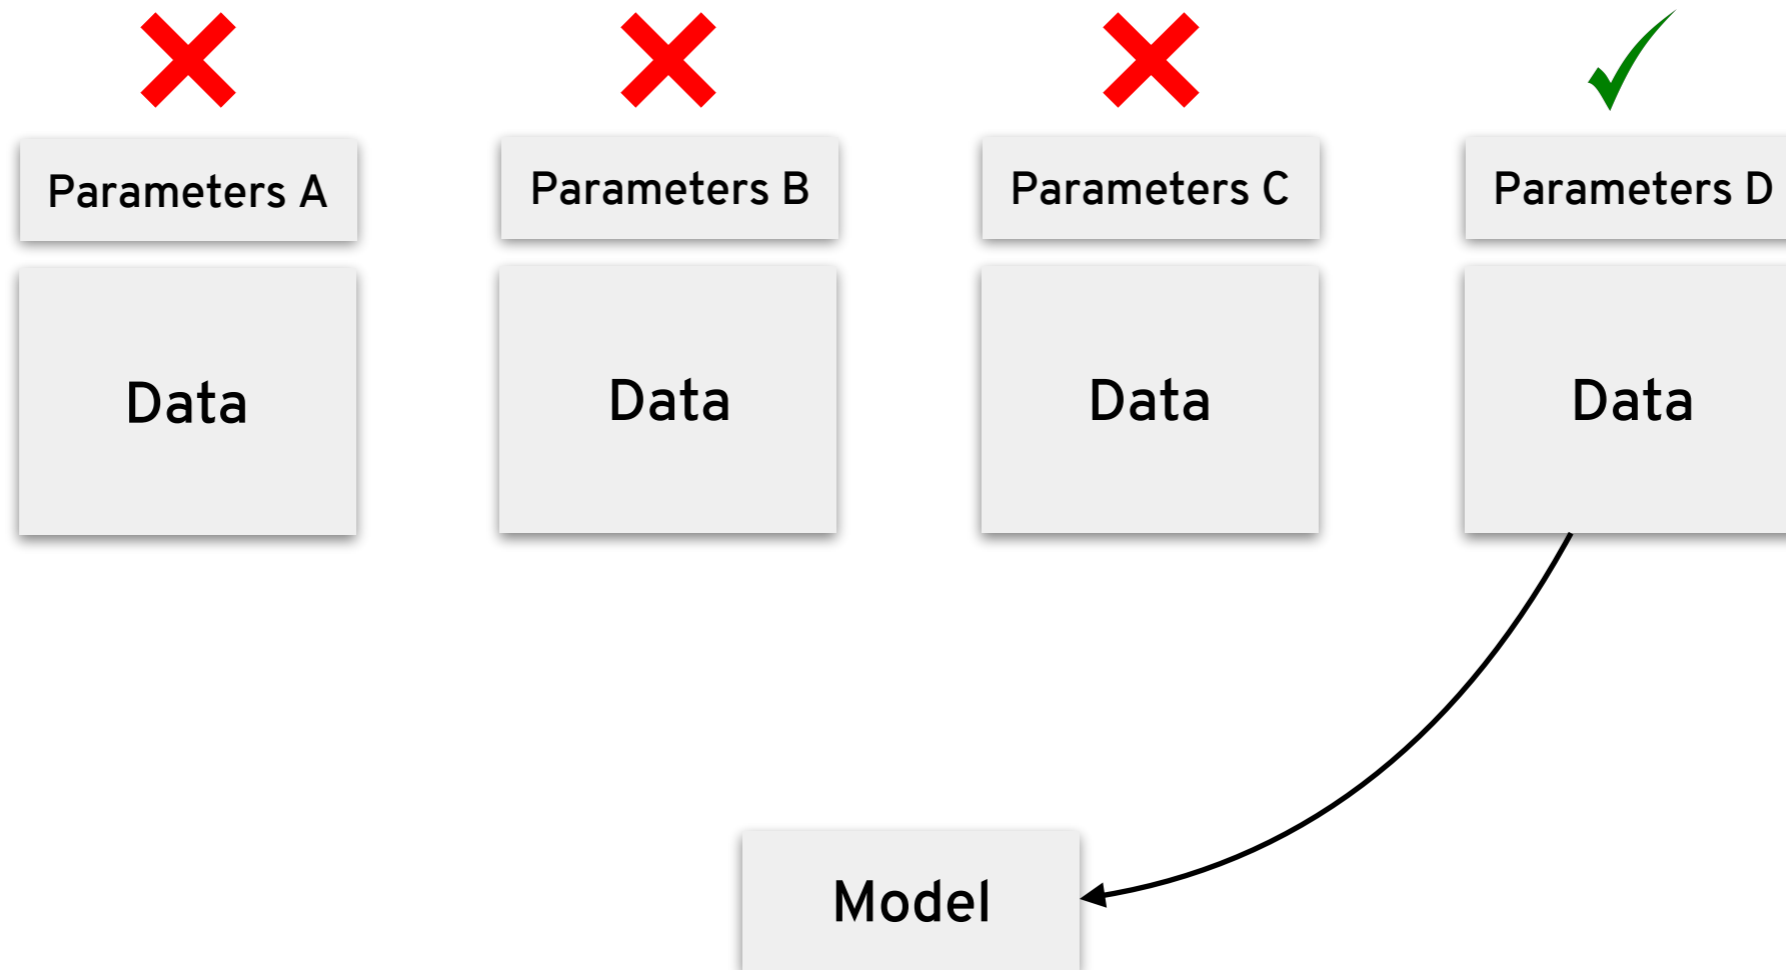 Parameters A
Parameters B
Parameters C
Parameters D
Data
Data
Data
Data
Model